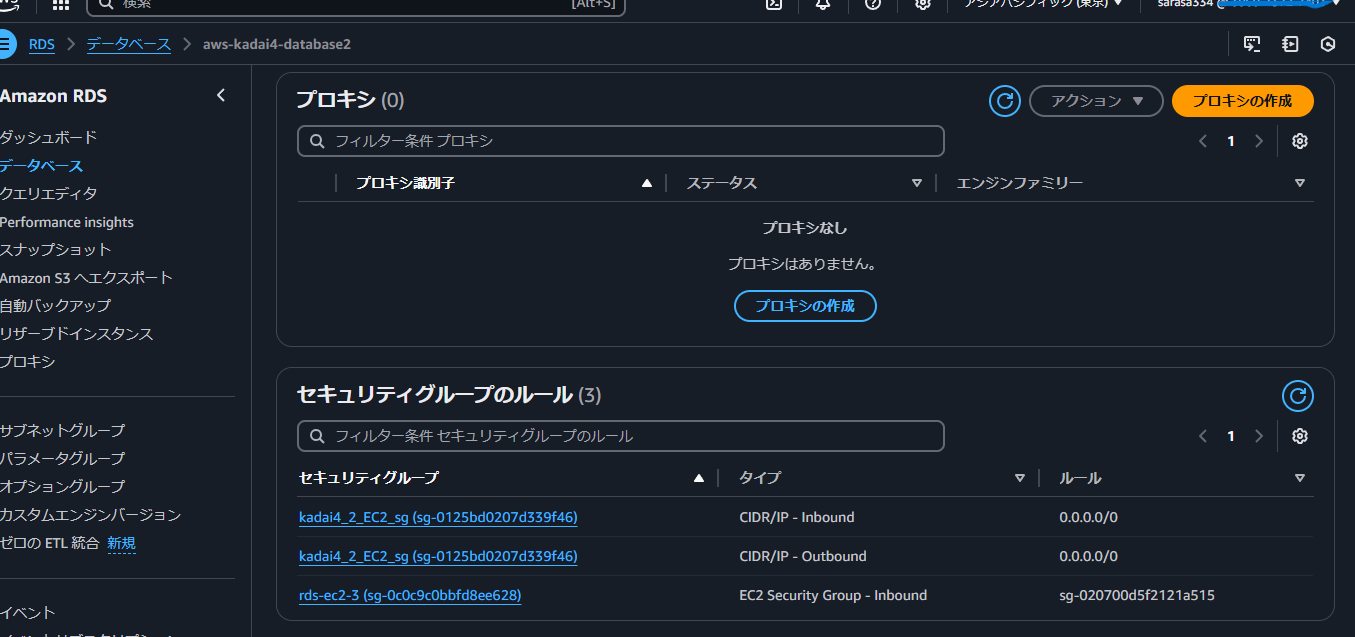 検索 [Alt+S] アジアパシフィック (東京) ▼ sarasa334 @
RDS > データベース > aws-kadai4-database2
Amazon RDS
ダッシュボード
データベース
クエリエディタ
Performance insights
スナップショット
Amazon S3 へエクスポート
自動バックアップ
リザーブドインスタンス
プロキシ
サブネットグループ
パラメータグループ
オプショングループ
カスタムエンジンバージョン
ゼロの ETL 統合 新規
イベント
プロキシ (0)
アクション ▼ プロキシの作成
フィルター条件 プロキシ
1
プロキシ識別子 ステータス エンジンファミリー
プロキシなし
プロキシはありません。
プロキシの作成
セキュリティグループのルール (3)
フィルター条件 セキュリティグループのルール
1
セキュリティグループ タイプ ルール
kadai4_2_EC2_sg (sg-0125bd0207d339f46) CIDR/IP - Inbound 0.0.0.0/0
kadai4_2_EC2_sg (sg-0125bd0207d339f46) CIDR/IP - Outbound 0.0.0.0/0
rds-ec2-3 (sg-0c0c9c0bbfd8ee628) EC2 Security Group - Inbound sg-020700d5f2121a515